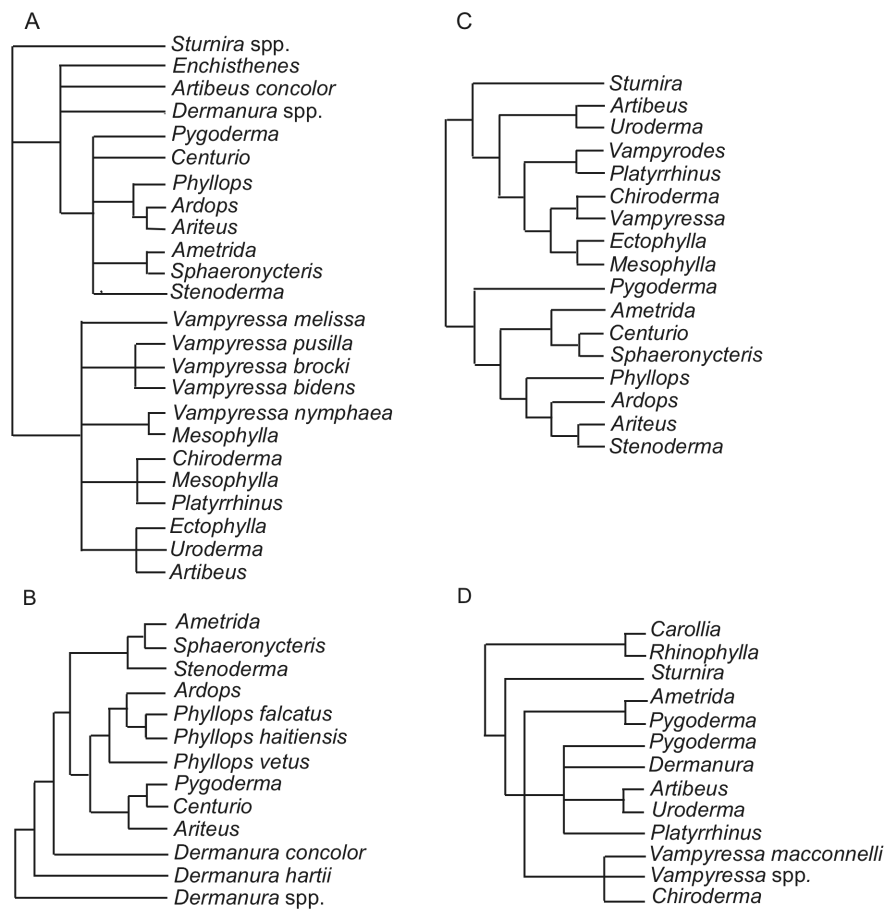 A
Sturnira spp.
Enchisthenes
Artibeus concolor
Dermanura spp.
Pygoderma
Centurio
Phyllops
Ardops
Ariteus
Ametrida
Sphaeronycteris
Stenoderma
Vampyressa melissa
Vampyressa pusilla
Vampyressa brocki
Vampyressa bidens
Vampyressa nymphaea
Mesophylla
Chiroderma
Mesophylla
Platyrrhinus
Ectophylla
Uroderma
Artibeus
B
Ametrida
Sphaeronycteris
Stenoderma
Ardops
Phyllops falcatus
Phyllops haitiensis
Phyllops vetus
Pygoderma
Centurio
Ariteus
Dermanura concolor
Dermanura hartii
Dermanura spp.
C
Sturnira
Artibeus
Uroderma
Vampyrodes
Platyrrhinus
Chiroderma
Vampyressa
Ectophylla
Mesophylla
Pygoderma
Ametrida
Centurio
Sphaeronycteris
Phyllops
Ardops
Ariteus
Stenoderma
D
Carollia
Rhinophylla
Sturnira
Ametrida
Pygoderma
Pygoderma
Dermanura
Artibeus
Uroderma
Platyrrhinus
Vampyressa macconnelli
Vampyressa spp.
Chiroderma